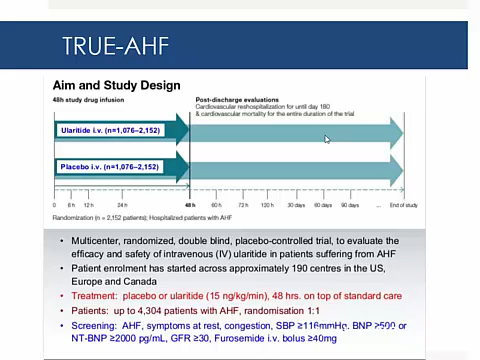 TRUE-AHF
Aim and Study Design
48h study drug infusion
Post-discharge evaluations
Cardiovascular reshospitalization for until day 180
& cardiovascular mortality for the entire duration of the trial
Ularitide i.v. (n=1,076–2,152)
Placebo i.v. (n=1,076–2,152)
0 6 h 12 h 24 h 48 h 60 h 72 h 120 h 30 days 60 days 90 days ... End of study
Randomization (n = 2,152 patients); Hospitalized patients with AHF
• Multicenter, randomized, double blind, placebo-controlled trial, to evaluate the
efficacy and safety of intravenous (IV) ularitide in patients suffering from AHF
• Patient enrolment has started across approximately 190 centres in the US,
Europe and Canada
• Treatment: placebo or ularitide (15 ng/kg/min), 48 hrs. on top of standard care
• Patients: up to 4,304 patients with AHF, randomisation 1:1
• Screening: AHF, symptoms at rest, congestion, SBP ≥116mmHg, BNP >500 or
NT-BNP ≥2000 pg/mL, GFR ≥30, Furosemide i.v. bolus ≥40mg